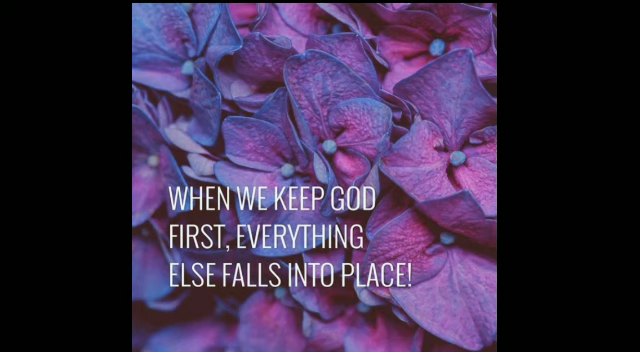 WHEN WE KEEP GOD
FIRST, EVERYTHING
ELSE FALLS INTO PLACE!